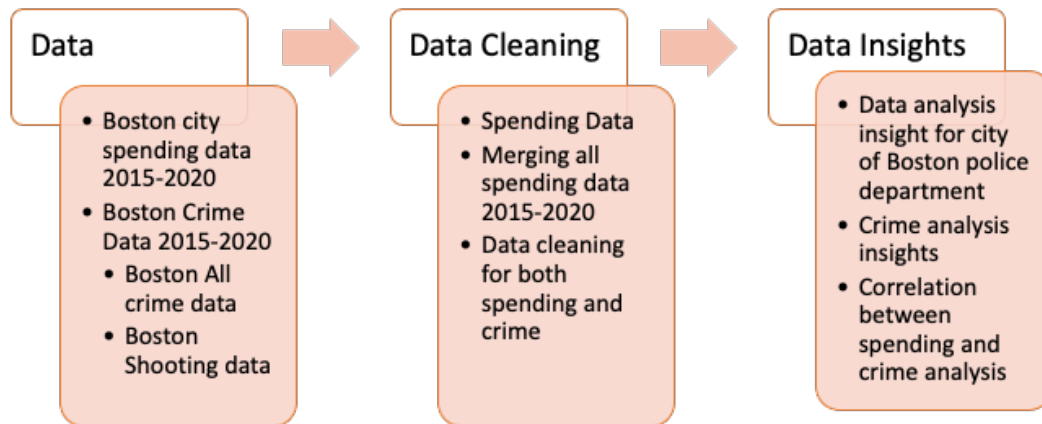 Data
• Boston city
spending data
2015-2020
• Boston Crime
Data 2015-2020
• Boston All
crime data
• Boston
Shooting data
Data Cleaning
• Spending Data
• Merging all
spending data
2015-2020
• Data cleaning
for both
spending and
crime
Data Insights
• Data analysis
insight for city
of Boston police
department
• Crime analysis
insights
• Correlation
between
spending and
crime analysis